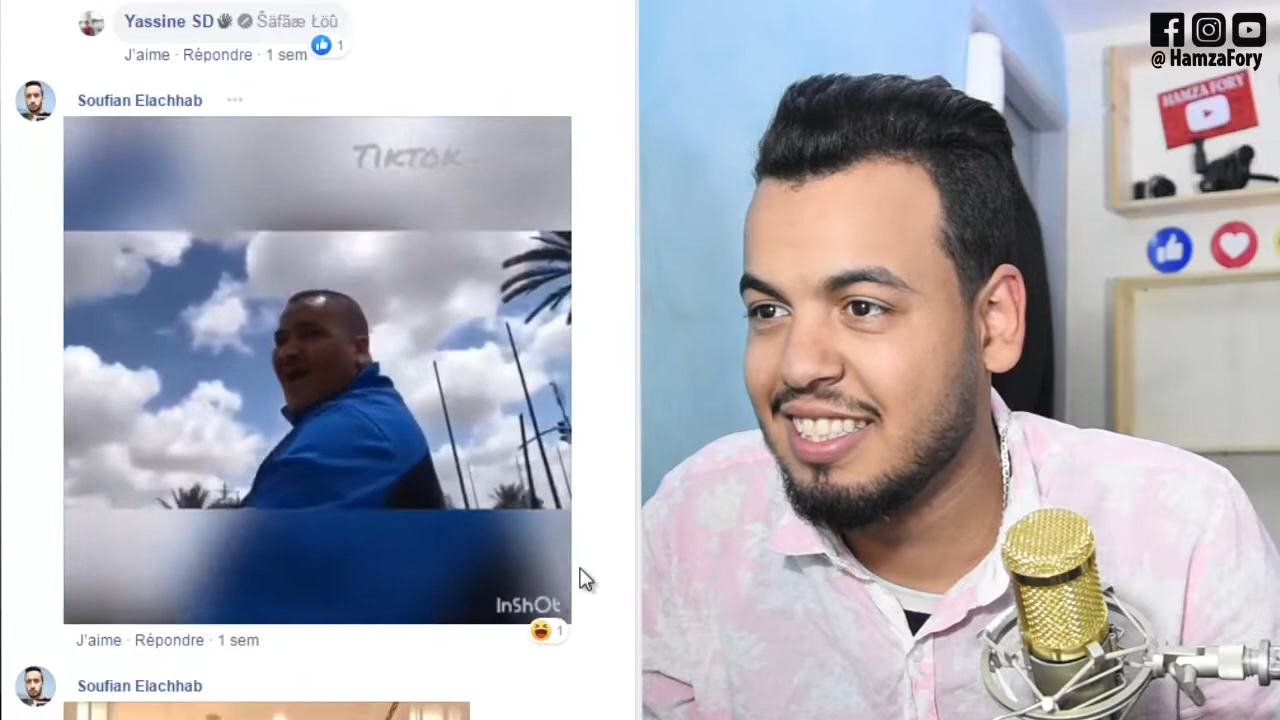 Yassine SD Šäfãæ Łöû
1
J'aime · Répondre · 1 sem
Soufian Elachhab
TikTok
InShOt
1
J'aime · Répondre · 1 sem
Soufian Elachhab
@ HamzaFory
HAMZA FORY